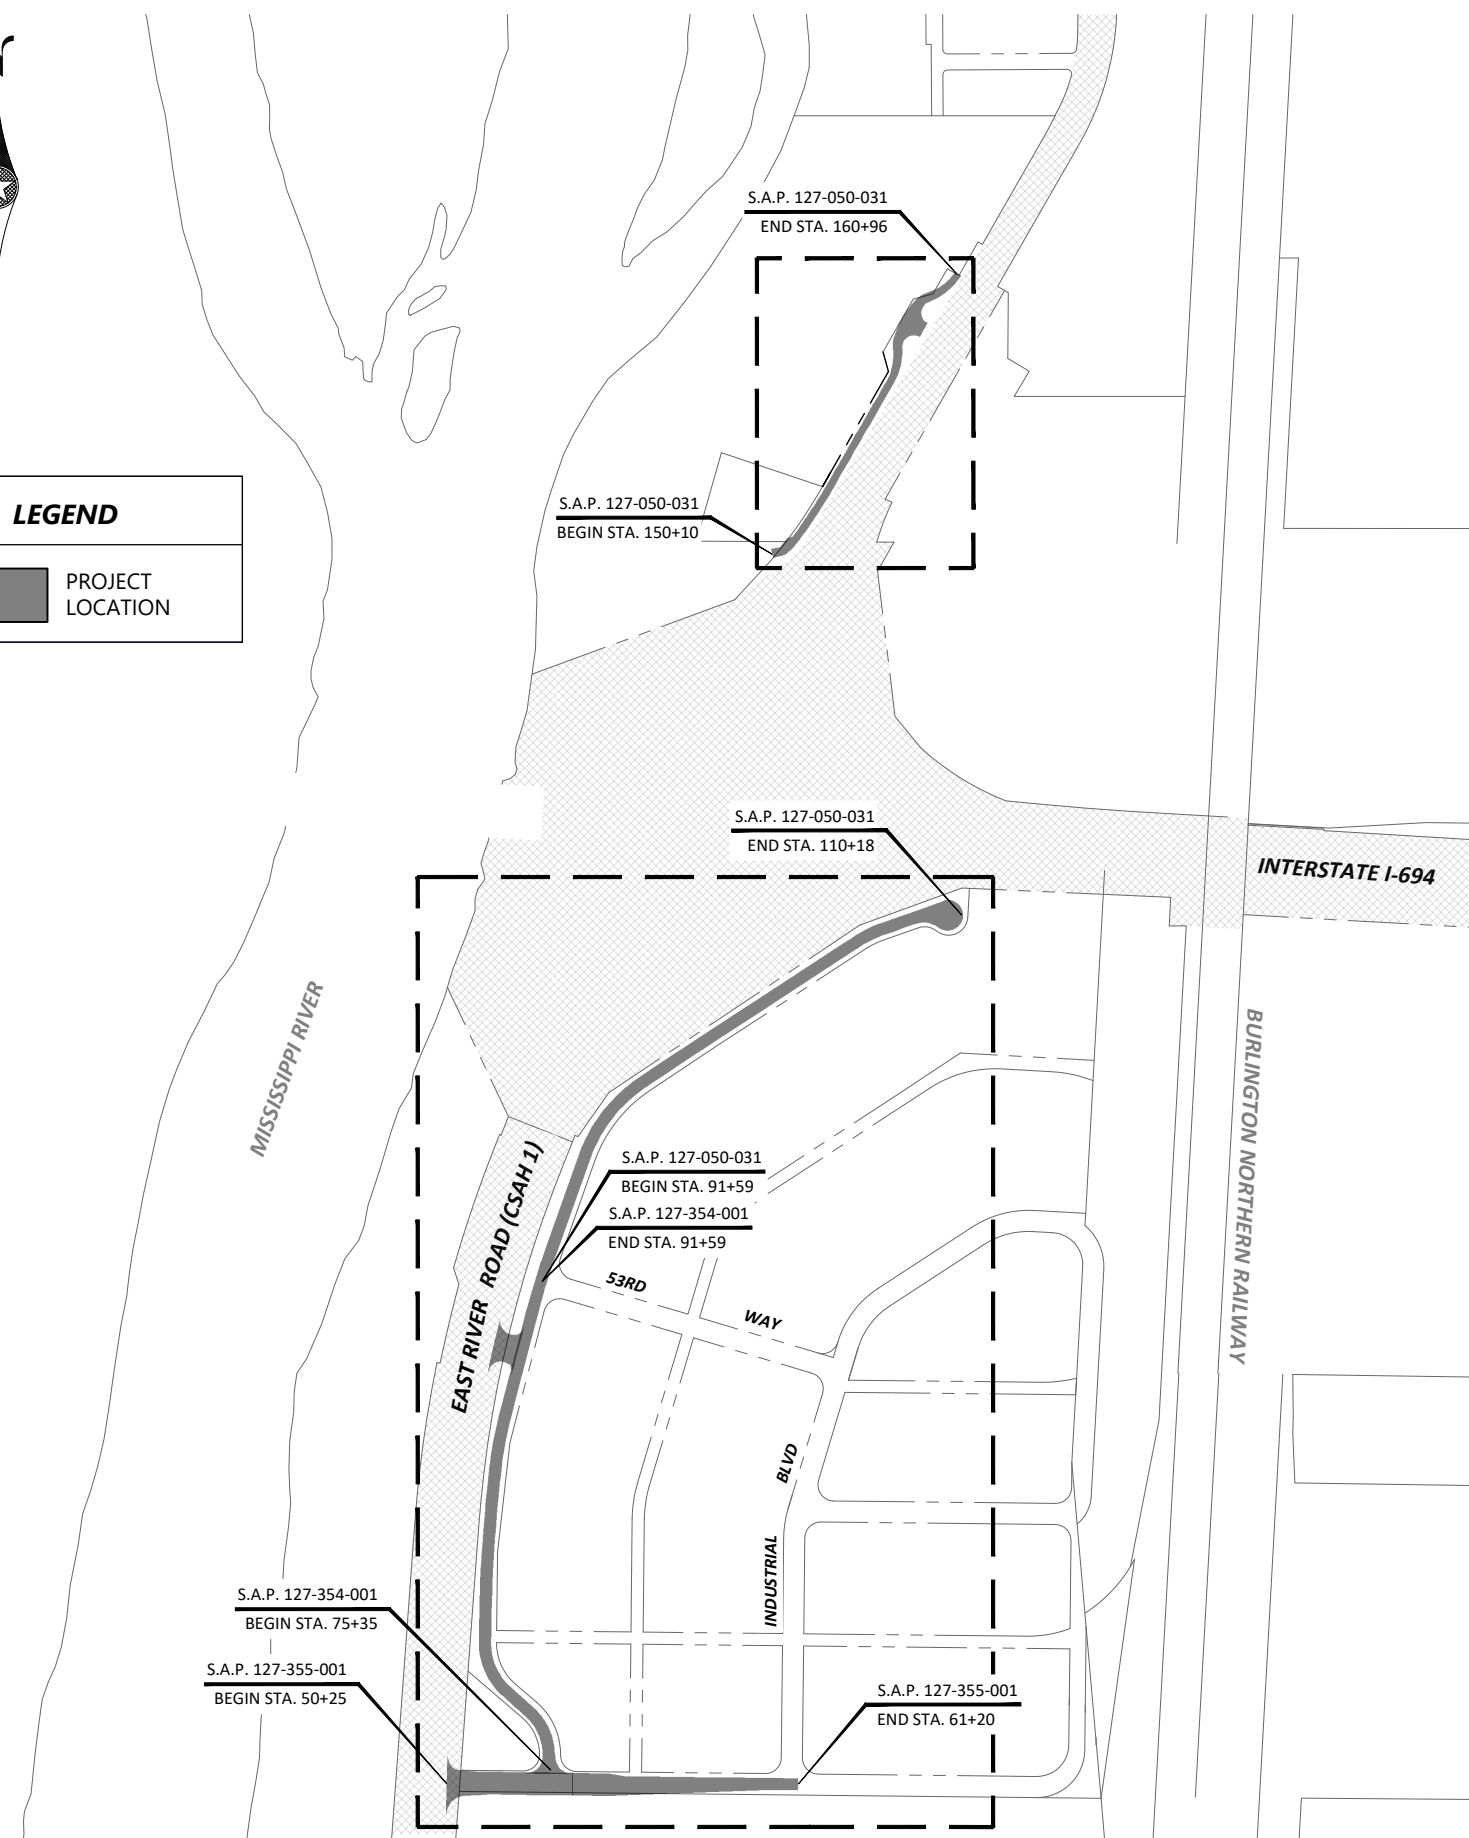 S.A.P. 127-050-031
END STA. 160+96
S.A.P. 127-050-031
BEGIN STA. 150+10
LEGEND
PROJECT
LOCATION
S.A.P. 127-050-031
END STA. 110+18
INTERSTATE I-694
MISSISSIPPI RIVER
BURLINGTON NORTHERN RAILWAY
EAST RIVER ROAD (CSAH 1)
S.A.P. 127-050-031
BEGIN STA. 91+59
S.A.P. 127-354-001
END STA. 91+59
53RD WAY
INDUSTRIAL BLVD
S.A.P. 127-354-001
BEGIN STA. 75+35
S.A.P. 127-355-001
BEGIN STA. 50+25
S.A.P. 127-355-001
END STA. 61+20